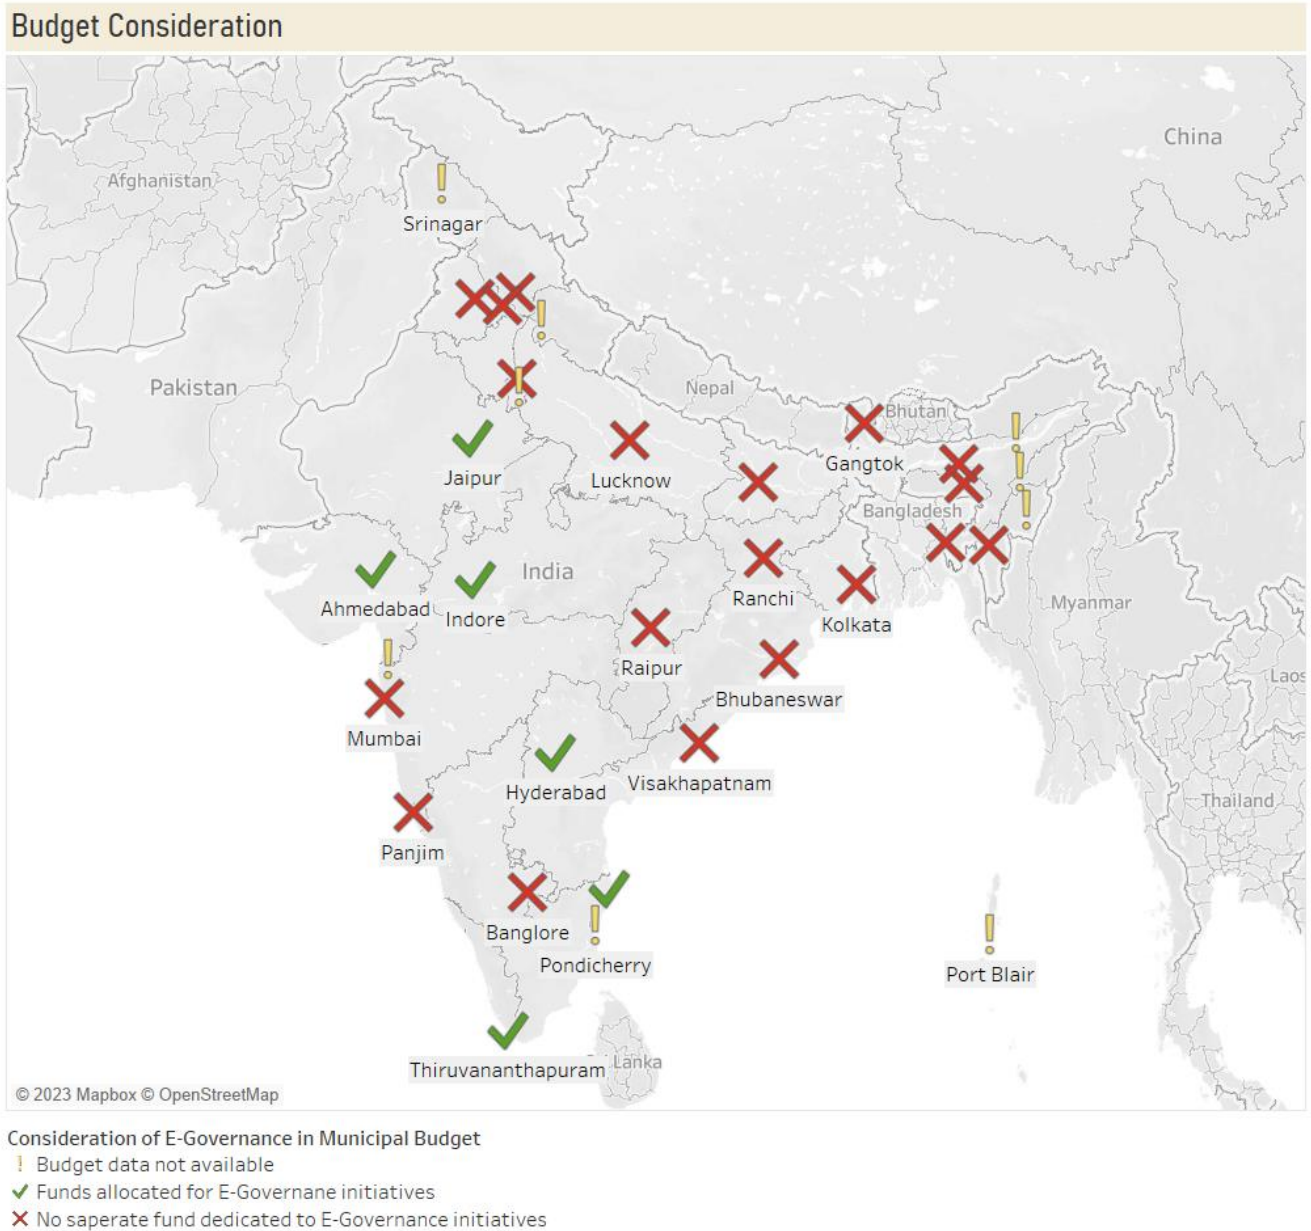 Budget Consideration
China
Afghanistan
Srinagar
Pakistan
Nepal
Bhutan
Gangtok
Jaipur
Lucknow
Bangladesh
India
Ahmedabad
Indore
Ranchi
Myanmar
Kolkata
Raipur
Laos
Bhubaneswar
Mumbai
Hyderabad
Visakhapatnam
Thailand
Panjim
Banglore
Pondicherry
Port Blair
Thiruvananthapuram
Lanka
© 2023 Mapbox © OpenStreetMap
Consideration of E-Governance in Municipal Budget
! Budget data not available
✓ Funds allocated for E-Governane initiatives
✕ No saperate fund dedicated to E-Governance initiatives